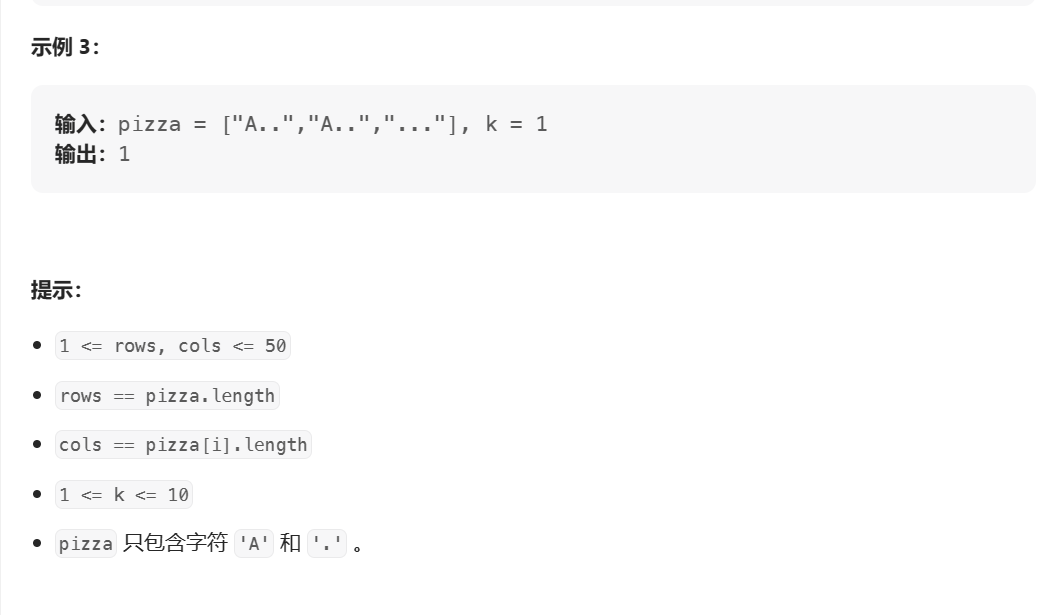 示例 3：
输入：pizza = ["A..","A..","..."], k = 1
输出：1
提示：
1 <= rows, cols <= 50
rows == pizza.length
cols == pizza[i].length
1 <= k <= 10
pizza 只包含字符 'A' 和 '.' 。